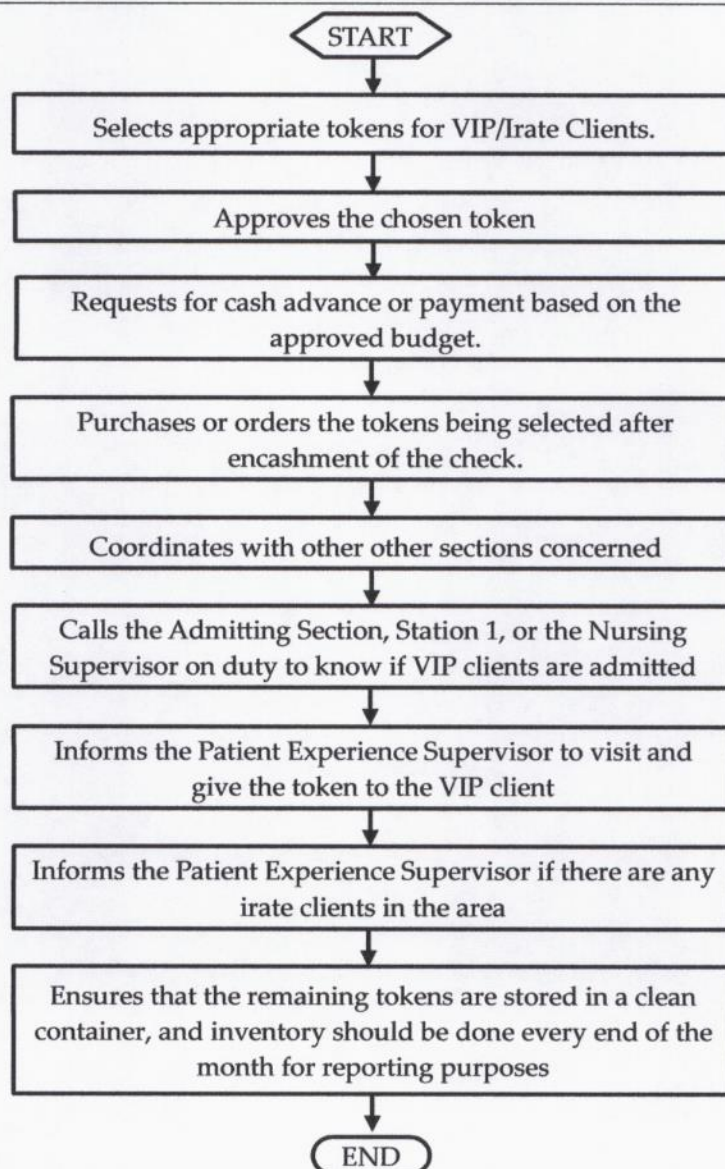 START
Selects appropriate tokens for VIP/Irate Clients.
Approves the chosen token
Requests for cash advance or payment based on the
approved budget.
Purchases or orders the tokens being selected after
encashment of the check.
Coordinates with other other sections concerned
Calls the Admitting Section, Station 1, or the Nursing
Supervisor on duty to know if VIP clients are admitted
Informs the Patient Experience Supervisor to visit and
give the token to the VIP client
Informs the Patient Experience Supervisor if there are any
irate clients in the area
Ensures that the remaining tokens are stored in a clean
container, and inventory should be done every end of the
month for reporting purposes
END